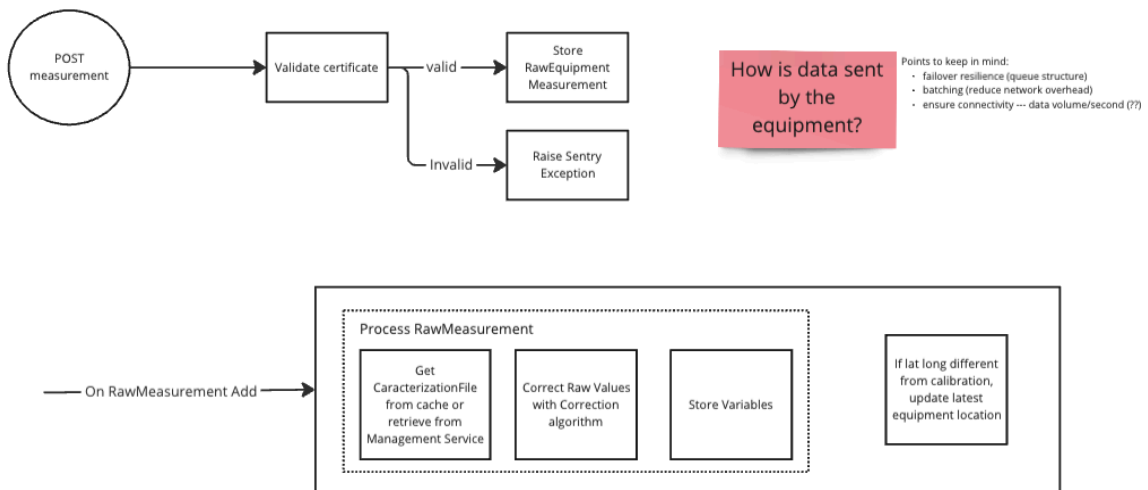 POST
measurement
Validate certificate
valid
Store
RawEquipment
Measurement
Invalid
Raise Sentry
Exception
How is data sent
by the
equipment?
Points to keep in mind:
• failover resilience (queue structure)
• batching (reduce network overhead)
• ensure connectivity --- data volume/second (??)
On RawMeasurement Add
Process RawMeasurement
Get
CaracterizationFile
from cache or
retrieve from
Management Service
Correct Raw Values
with Correction
algorithm
Store Variables
If lat long different
from calibration,
update latest
equipment location